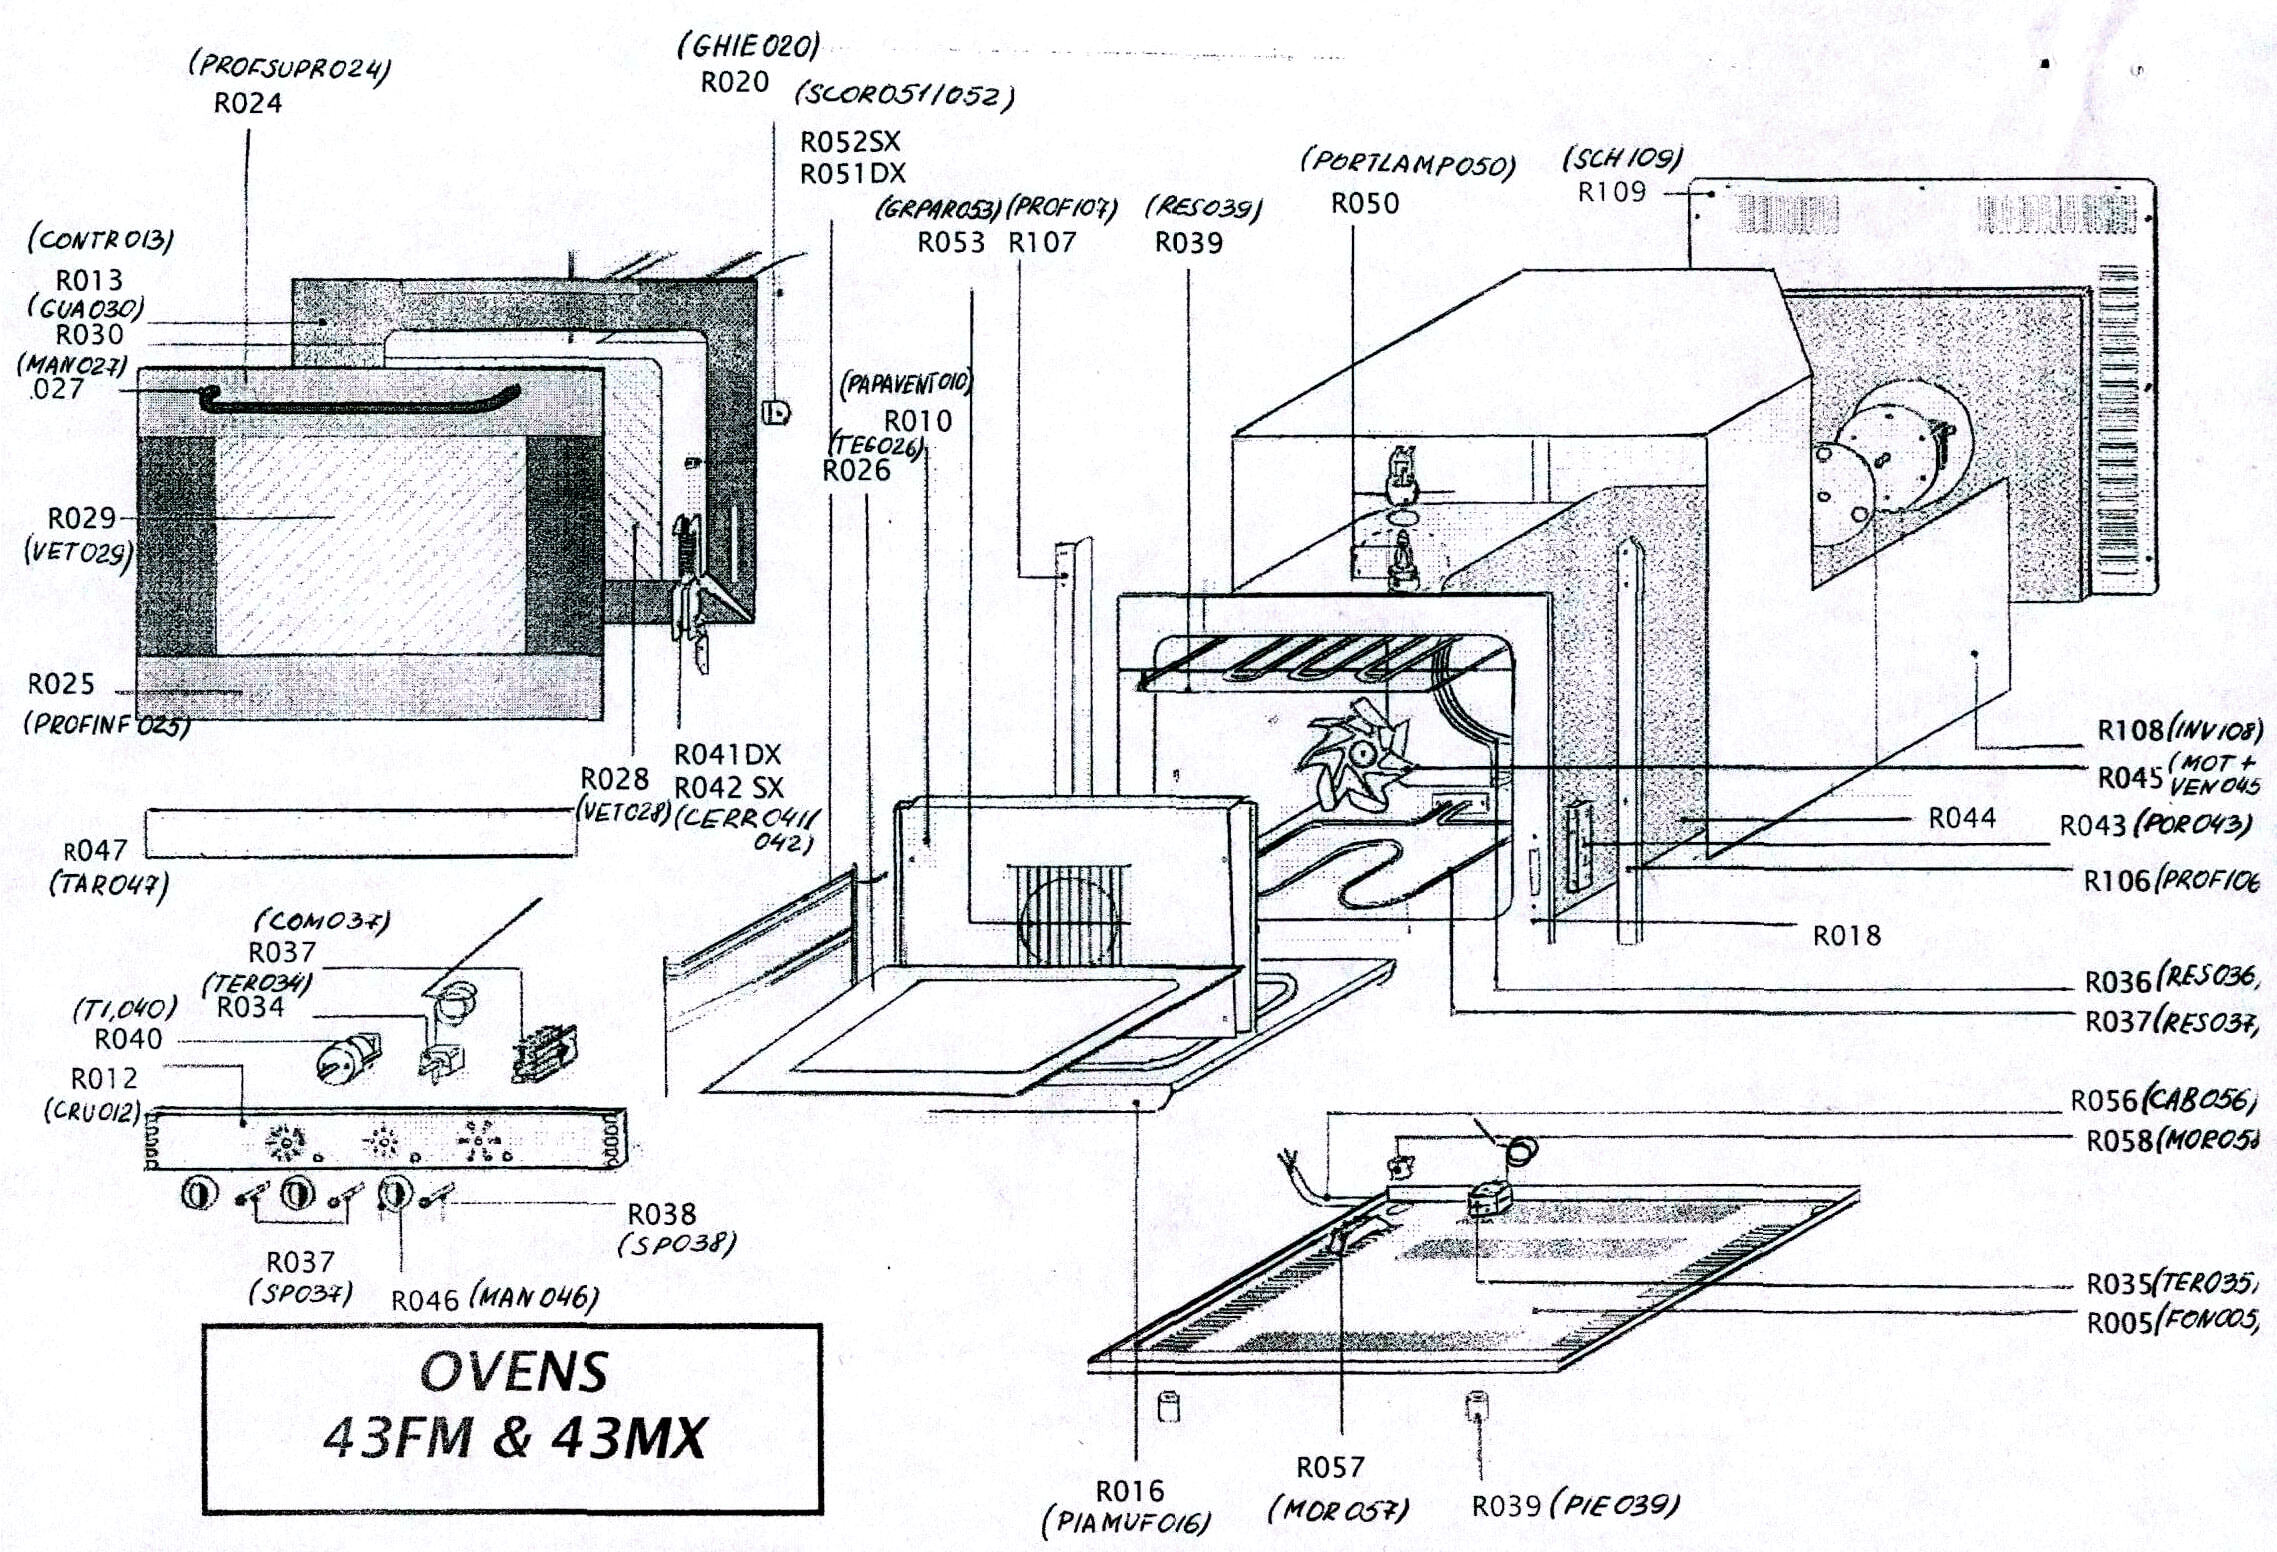 (PROFSUPR024)
R024
(GHIE020)
R020
(SCOR051/052)
R052SX
R051DX
(GRPAR053)
R053
(PROF107)
R107
(RES039)
R039
(PORTLAMP050)
R050
(SCH109)
R109
(CONTR013)
R013
(GUA030)
R030
(MAN027)
.027
(PAPAVENT010)
R010
(TEG026)
R026
R029
(VET029)
R025
(PROFINF025)
R041DX
R042 SX
(CERR041/
042)
R028
(VET028)
R047
(TAR047)
(COM037)
R037
(TER034)
R034
(TI,040)
R040
R012
(CRU012)
R038
(SP038)
R037
(SP037)
R046 (MAN046)
OVENS
43FM & 43MX
R108 (INV108)
R045 (MOT +
VEN045
R044
R043 (POR043)
R106 (PROF106
R018
R036 (RES036,
R037 (RES037,
R056 (CAB056)
R058 (MOR058
R035 (TER035,
R005 (FON005,
R016
(PIAMUF016)
R057
(MOR057)
R039 (PIE039)